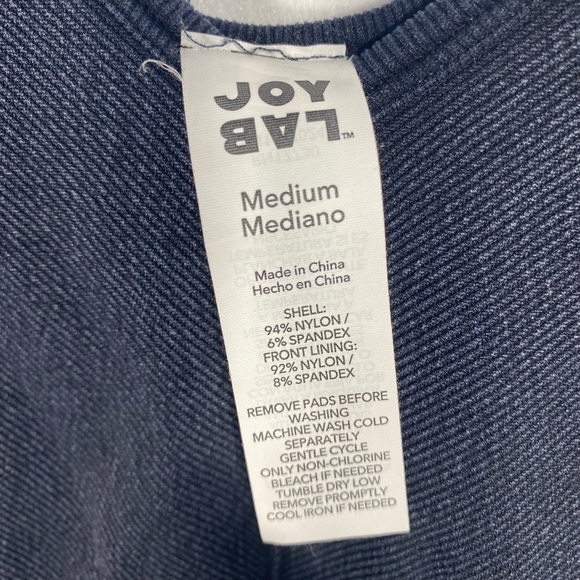 JOY
LAB™
Medium
Mediano
Made in China
Hecho en China
SHELL:
94% NYLON /
6% SPANDEX
FRONT LINING:
92% NYLON /
8% SPANDEX
REMOVE PADS BEFORE
WASHING
MACHINE WASH COLD
SEPARATELY
GENTLE CYCLE
ONLY NON-CHLORINE
BLEACH IF NEEDED
TUMBLE DRY LOW
REMOVE PROMPTLY
COOL IRON IF NEEDED